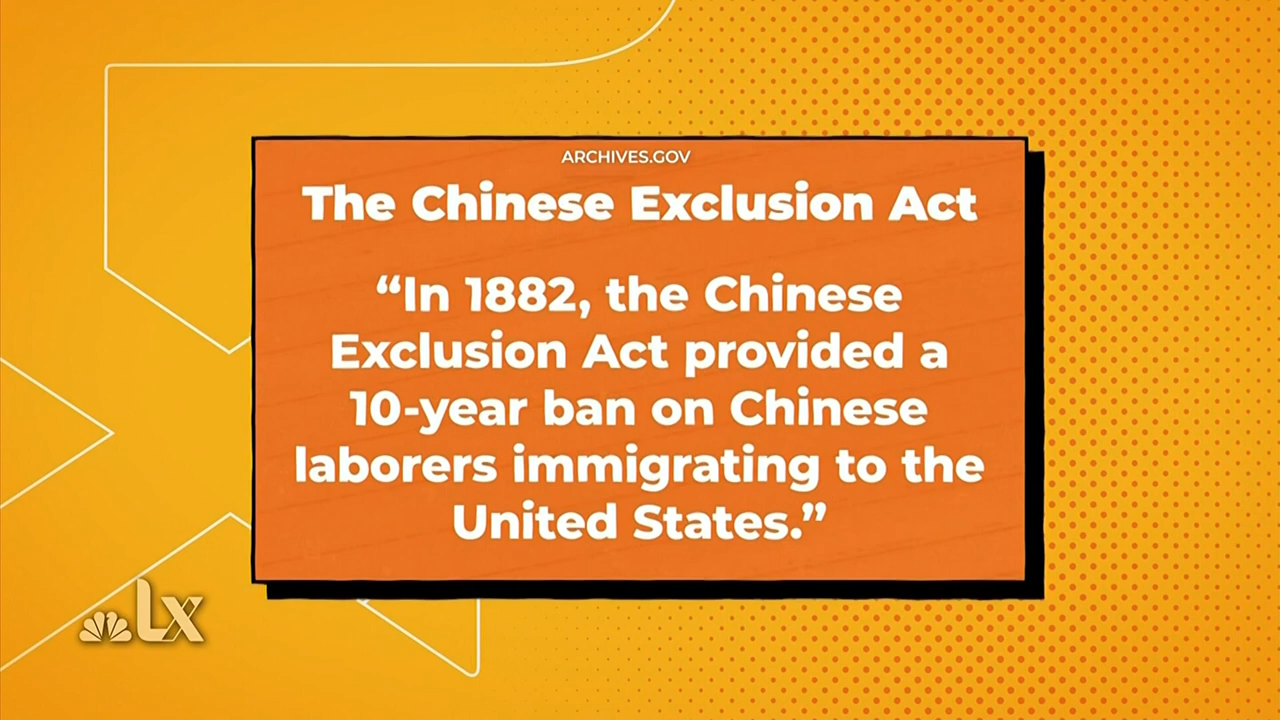 ARCHIVES.GOV
The Chinese Exclusion Act
“In 1882, the Chinese
Exclusion Act provided a
10-year ban on Chinese
laborers immigrating to the
United States.”
LX